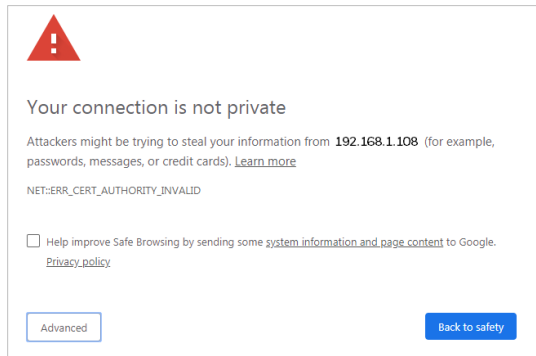 Your connection is not private
Attackers might be trying to steal your information from 192.168.1.108 (for example,
passwords, messages, or credit cards). Learn more
NET::ERR_CERT_AUTHORITY_INVALID
Help improve Safe Browsing by sending some system information and page content to Google.
Privacy policy
Advanced
Back to safety